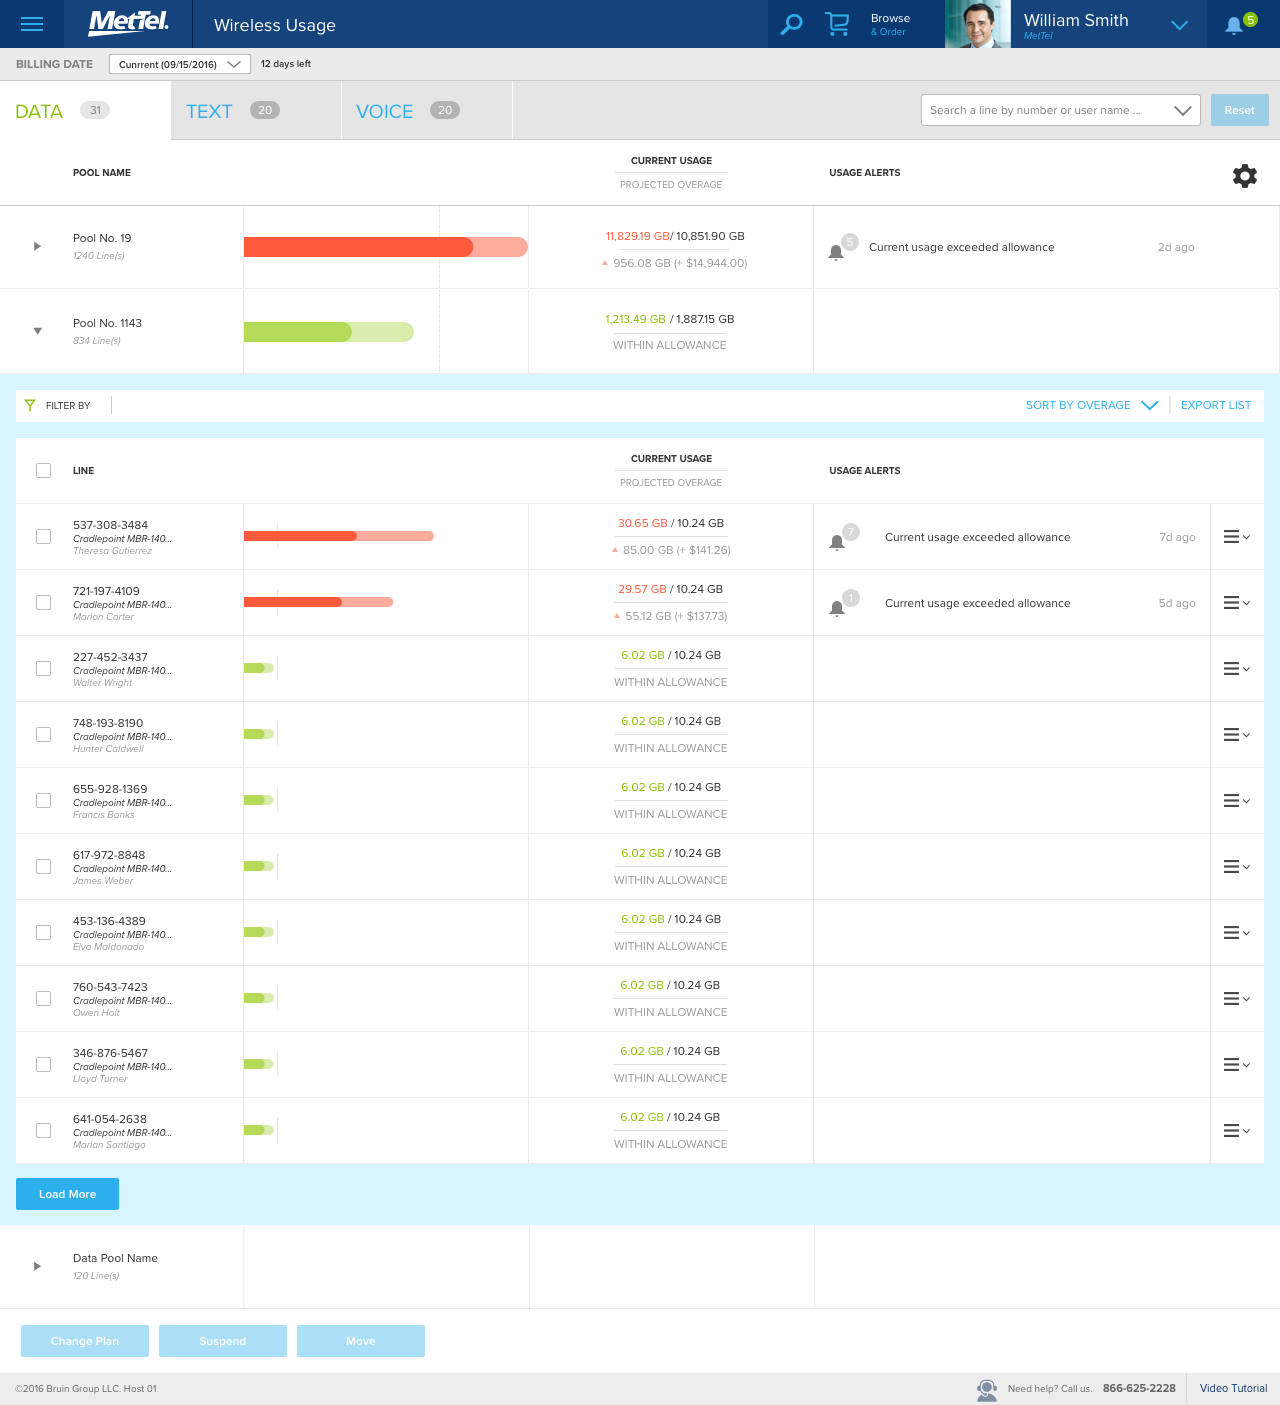 MetTel.
Wireless Usage
Browse
& Order
William Smith
MetTel
5
BILLING DATE
Cunrrent (09/15/2016)
12 days left
DATA 31
TEXT 20
VOICE 20
Search a line by number or user name ...
Reset
POOL NAME
CURRENT USAGE
PROJECTED OVERAGE
USAGE ALERTS
Pool No. 19
1240 Line(s)
11,829.19 GB/ 10,851.90 GB
956.08 GB (+ $14,944.00)
5
Current usage exceeded allowance
2d ago
Pool No. 1143
834 Line(s)
1,213.49 GB / 1,887.15 GB
WITHIN ALLOWANCE
FILTER BY
SORT BY OVERAGE
EXPORT LIST
LINE
CURRENT USAGE
PROJECTED OVERAGE
USAGE ALERTS
537-308-3484
Cradlepoint MBR-140...
Theresa Gutierrez
30.65 GB / 10.24 GB
85.00 GB (+ $141.26)
7
Current usage exceeded allowance
7d ago
721-197-4109
Cradlepoint MBR-140...
Marion Carter
29.57 GB / 10.24 GB
55.12 GB (+ $137.73)
1
Current usage exceeded allowance
5d ago
227-452-3437
Cradlepoint MBR-140...
Walter Wright
6.02 GB / 10.24 GB
WITHIN ALLOWANCE
748-193-8190
Cradlepoint MBR-140...
Hunter Caldwell
6.02 GB / 10.24 GB
WITHIN ALLOWANCE
655-928-1369
Cradlepoint MBR-140...
Francis Banks
6.02 GB / 10.24 GB
WITHIN ALLOWANCE
617-972-8848
Cradlepoint MBR-140...
James Weber
6.02 GB / 10.24 GB
WITHIN ALLOWANCE
453-136-4389
Cradlepoint MBR-140...
Elva Maldonado
6.02 GB / 10.24 GB
WITHIN ALLOWANCE
760-543-7423
Cradlepoint MBR-140...
Owen Holt
6.02 GB / 10.24 GB
WITHIN ALLOWANCE
346-876-5467
Cradlepoint MBR-140...
Lloyd Turner
6.02 GB / 10.24 GB
WITHIN ALLOWANCE
641-054-2638
Cradlepoint MBR-140...
Marian Santiago
6.02 GB / 10.24 GB
WITHIN ALLOWANCE
Load More
Data Pool Name
120 Line(s)
Change Plan
Suspend
Move
©2016 Bruin Group LLC. Host 01
Need help? Call us. 866-625-2228
Video Tutorial